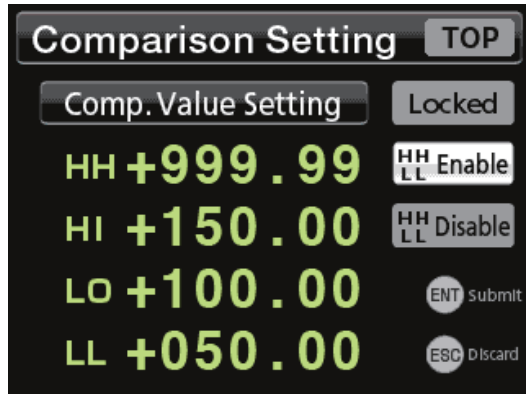 Comparison Setting TOP
Comp. Value Setting Locked
HH +999.99 HH LL Enable
HI +150.00 HH LL Disable
LO +100.00 ENT Submit
LL +050.00 ESC Discard